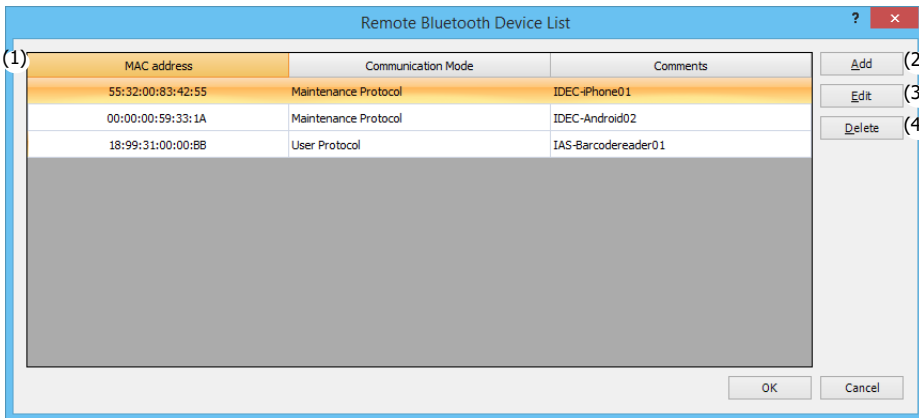 Remote Bluetooth Device List ? ×
(1) MAC address Communication Mode Comments Add (2
55:32:00:83:42:55 Maintenance Protocol IDEC-iPhone01 Edit (3
00:00:00:59:33:1A Maintenance Protocol IDEC-Android02 Delete (4
18:99:31:00:00:BB User Protocol IAS-Barcodereader01
OK Cancel